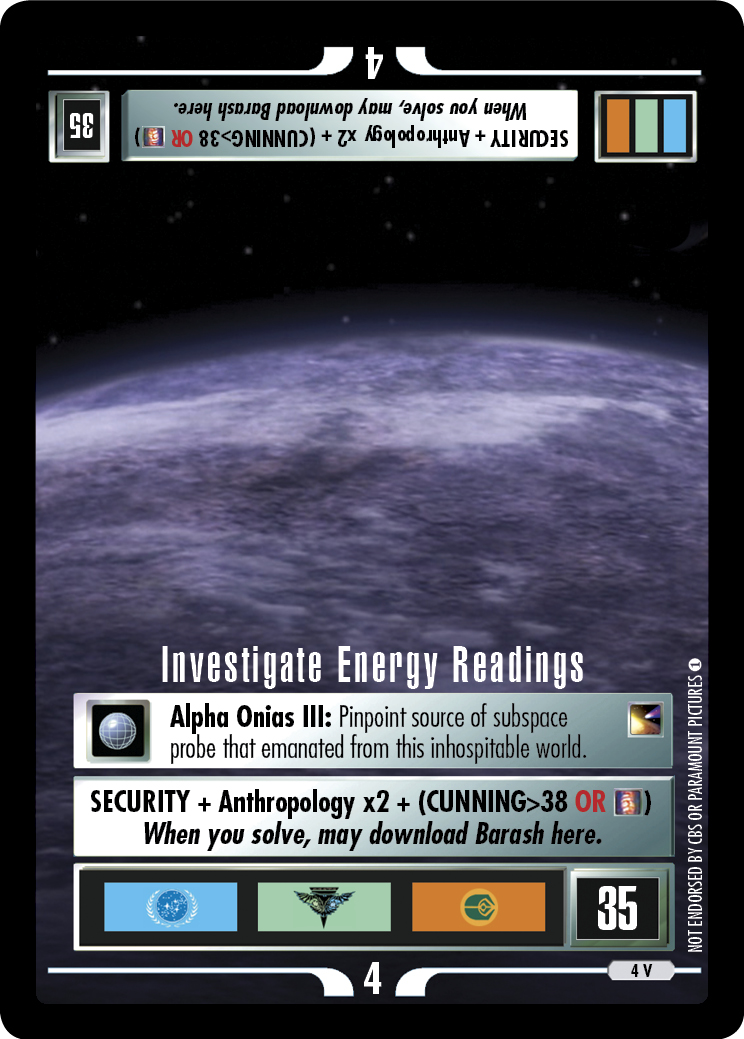 4
35
SECURITY + Anthropology x2 + (CUNNING>38 OR )
When you solve, may download Barash here.
Investigate Energy Readings
Alpha Onias III: Pinpoint source of subspace
probe that emanated from this inhospitable world.
SECURITY + Anthropology x2 + (CUNNING>38 OR )
When you solve, may download Barash here.
35
4
4 V
NOT ENDORSED BY CBS OR PARAMOUNT PICTURES 1